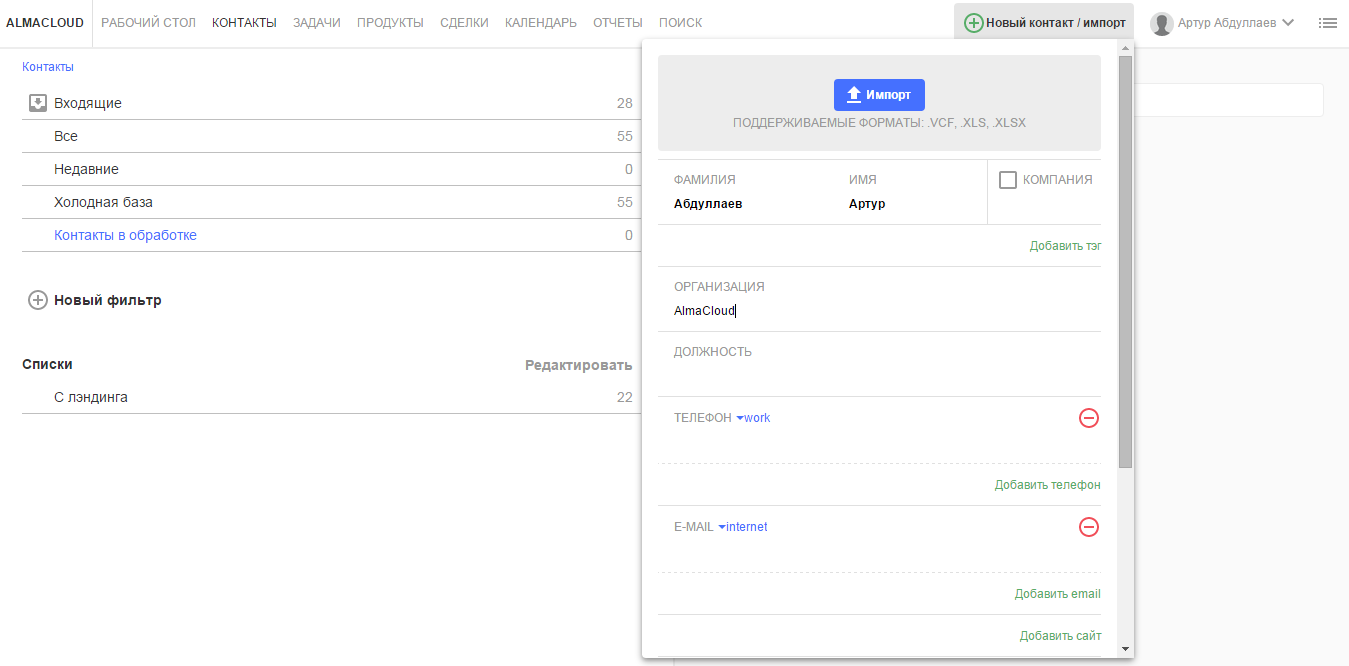 ALMACLOUD РАБОЧИЙ СТОЛ КОНТАКТЫ ЗАДАЧИ ПРОДУКТЫ СДЕЛКИ КАЛЕНДАРЬ ОТЧЕТЫ ПОИСК Новый контакт / импорт Артур Абдуллаев
Контакты
Входящие 28
Все 55
Недавние 0
Холодная база 55
Контакты в обработке 0
Новый фильтр
Списки Редактировать
С лэндинга 22
Импорт
ПОДДЕРЖИВАЕМЫЕ ФОРМАТЫ: .VCF, .XLS, .XLSX
ФАМИЛИЯ ИМЯ КОМПАНИЯ
Абдуллаев Артур
Добавить тэг
ОРГАНИЗАЦИЯ
AlmaCloud
ДОЛЖНОСТЬ
ТЕЛЕФОН work
Добавить телефон
E-MAIL internet
Добавить email
Добавить сайт